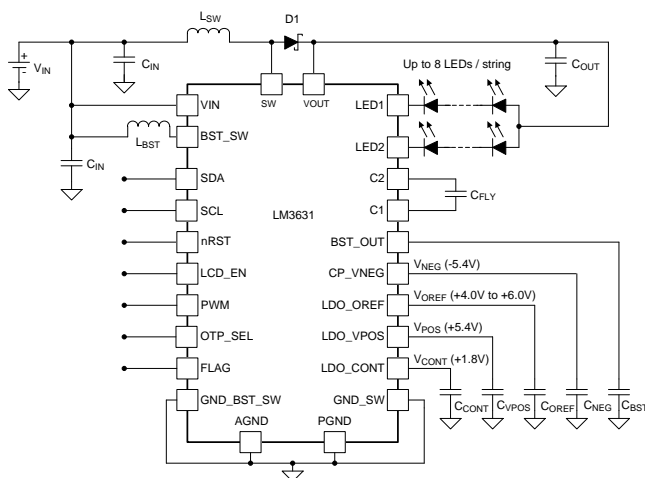 LSW
D1
+
-
VIN
CIN
Up to 8 LEDs / string
COUT
SW
VOUT
VIN
LED1
LBST
BST_SW
LED2
CIN
SDA
C2
CFLY
SCL
C1
LM3631
nRST
BST_OUT
LCD_EN
CP_VNEG
VNEG (-5.4V)
PWM
LDO_OREF
VOREF (+4.0V to +6.0V)
OTP_SEL
LDO_VPOS
VPOS (+5.4V)
FLAG
LDO_CONT
VCONT (+1.8V)
GND_BST_SW
GND_SW
CCONT
CVPOS
COREF
CNEG
CBST
AGND
PGND